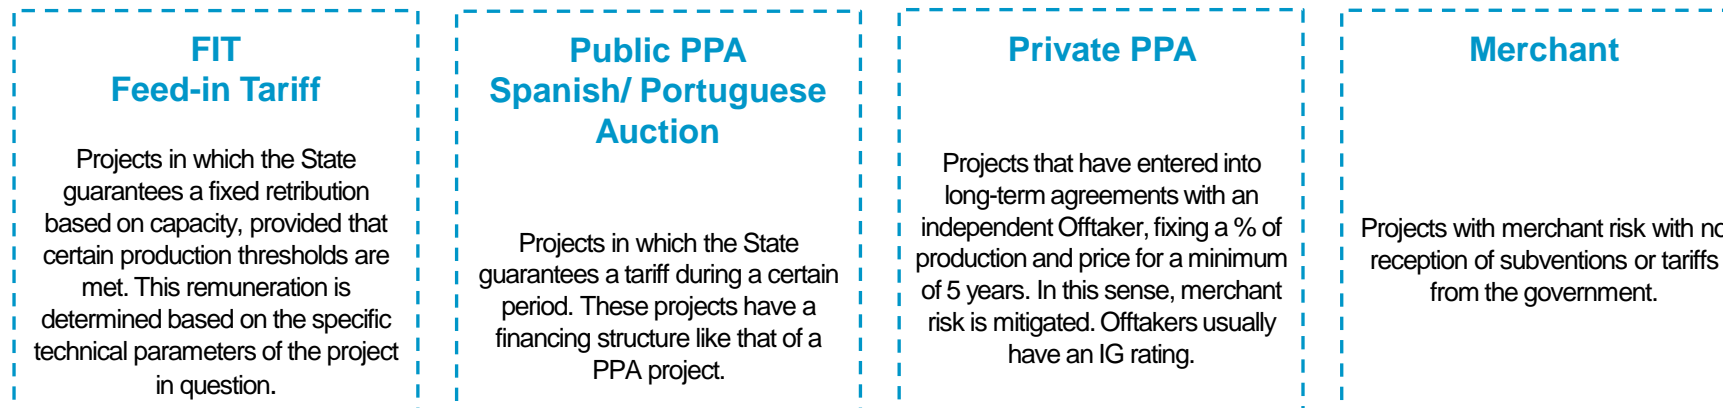 FIT
Feed-in Tariff
Projects in which the State
guarantees a fixed retribution
based on capacity, provided that
certain production thresholds are
met. This remuneration is
determined based on the specific
technical parameters of the project
in question.
Public PPA
Spanish/ Portuguese
Auction
Projects in which the State
guarantees a tariff during a certain
period. These projects have a
financing structure like that of a
PPA project.
Private PPA
Projects that have entered into
long-term agreements with an
independent Offtaker, fixing a % of
production and price for a minimum
of 5 years. In this sense, merchant
risk is mitigated. Offtakers usually
have an IG rating.
Merchant
Projects with merchant risk with no
reception of subventions or tariffs
from the government.